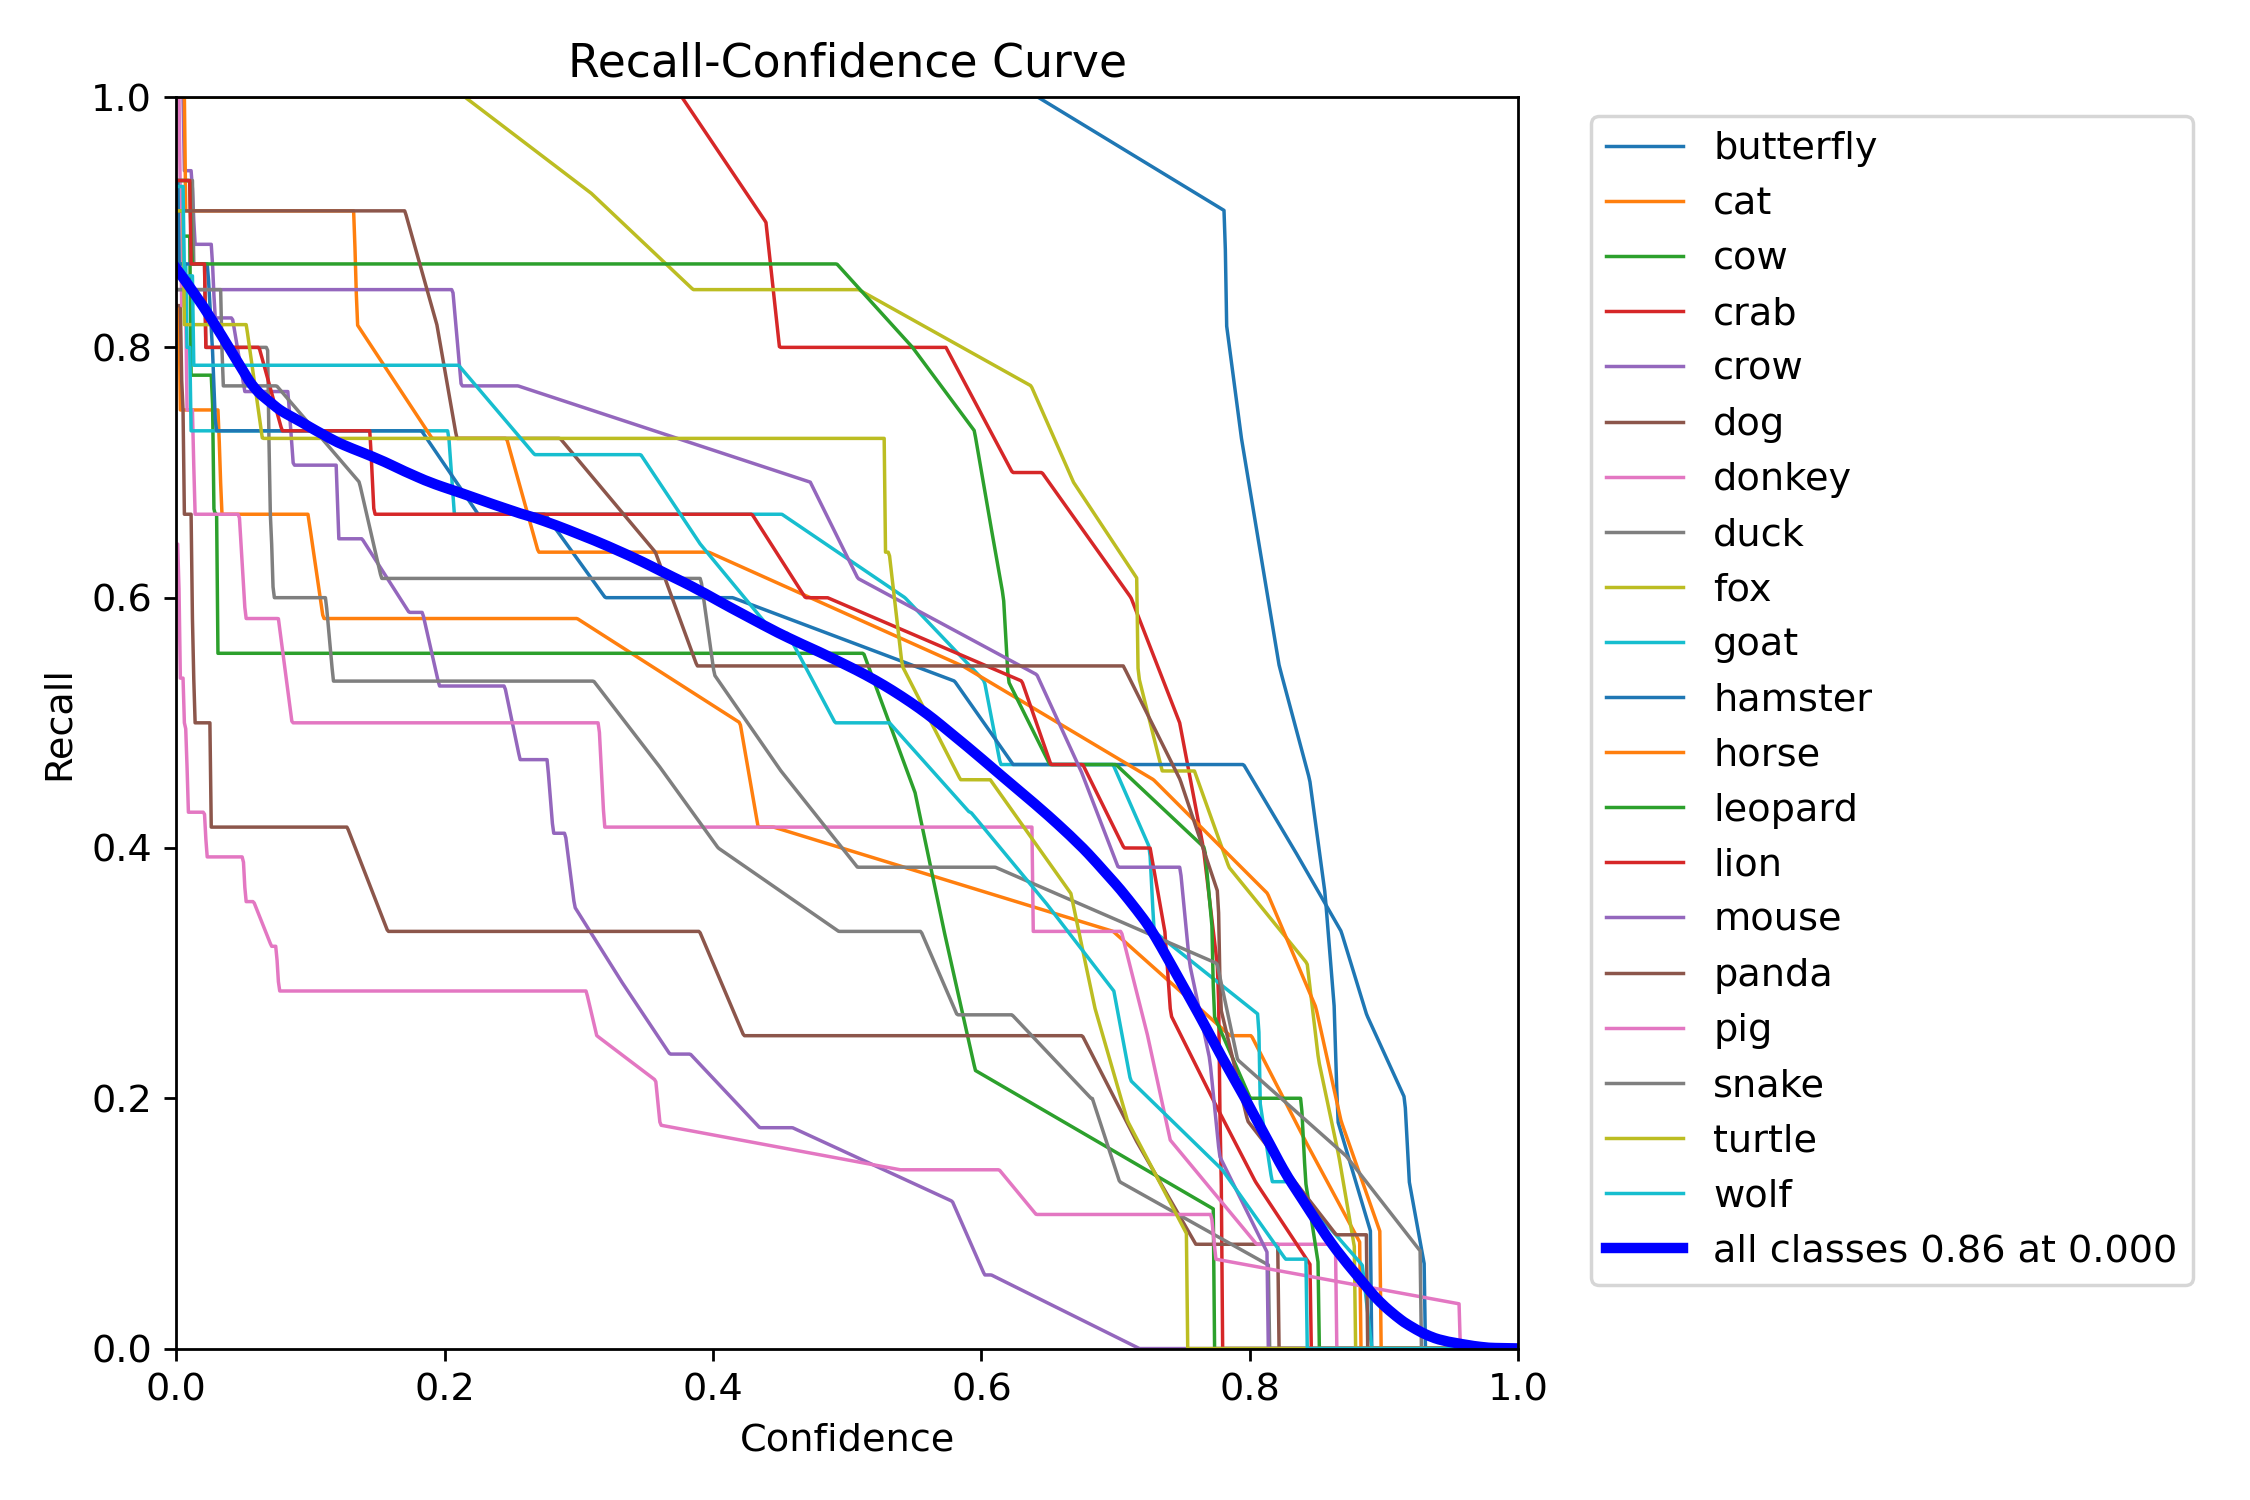 Recall-Confidence Curve
Recall
1.0
0.8
0.6
0.4
0.2
0.0
0.0 0.2 0.4 0.6 0.8 1.0
Confidence
butterfly
cat
cow
crab
crow
dog
donkey
duck
fox
goat
hamster
horse
leopard
lion
mouse
panda
pig
snake
turtle
wolf
all classes 0.86 at 0.000